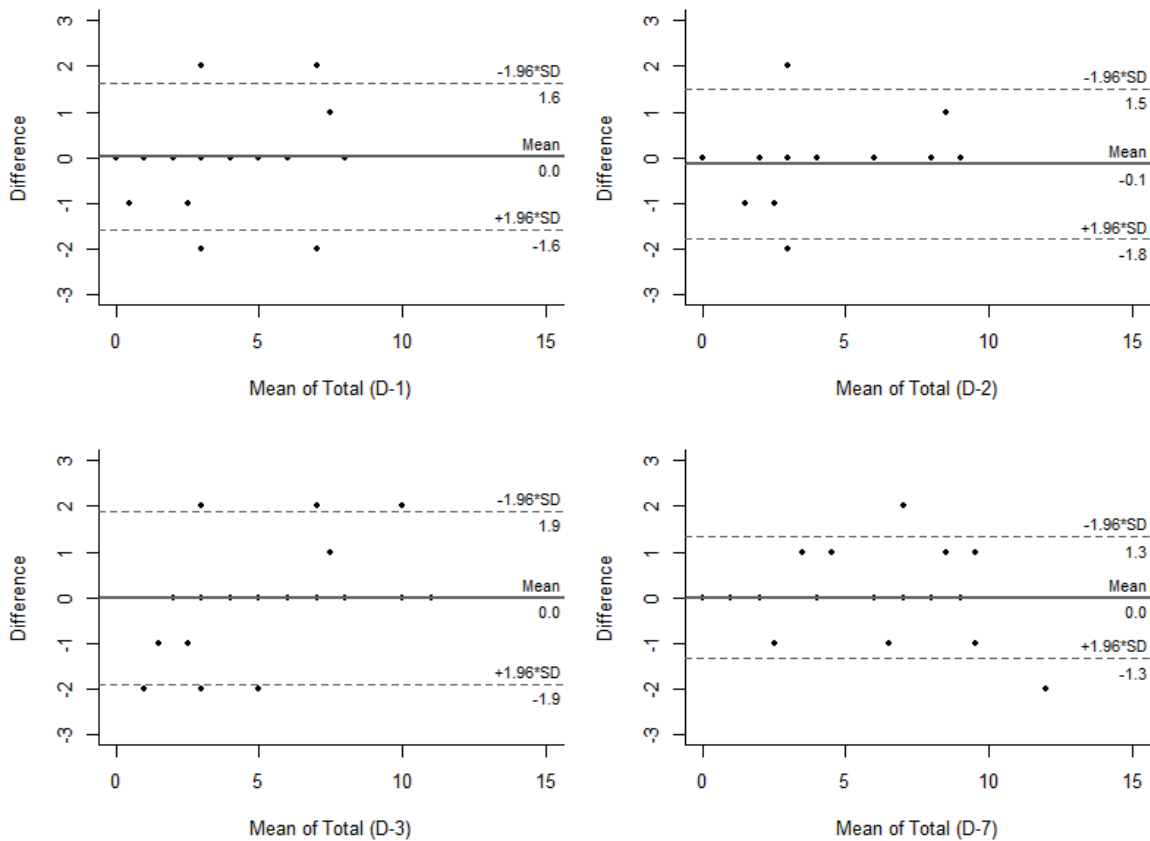 3
2
1
0
-1
-2
-3
Difference
-1.96*SD
1.6
Mean
0.0
+1.96*SD
-1.6
0 5 10 15
Mean of Total (D-1)
3
2
1
0
-1
-2
-3
Difference
-1.96*SD
1.5
Mean
-0.1
+1.96*SD
-1.8
0 5 10 15
Mean of Total (D-2)
3
2
1
0
-1
-2
-3
Difference
-1.96*SD
1.9
Mean
0.0
+1.96*SD
-1.9
0 5 10 15
Mean of Total (D-3)
3
2
1
0
-1
-2
-3
Difference
-1.96*SD
1.3
Mean
0.0
+1.96*SD
-1.3
0 5 10 15
Mean of Total (D-7)